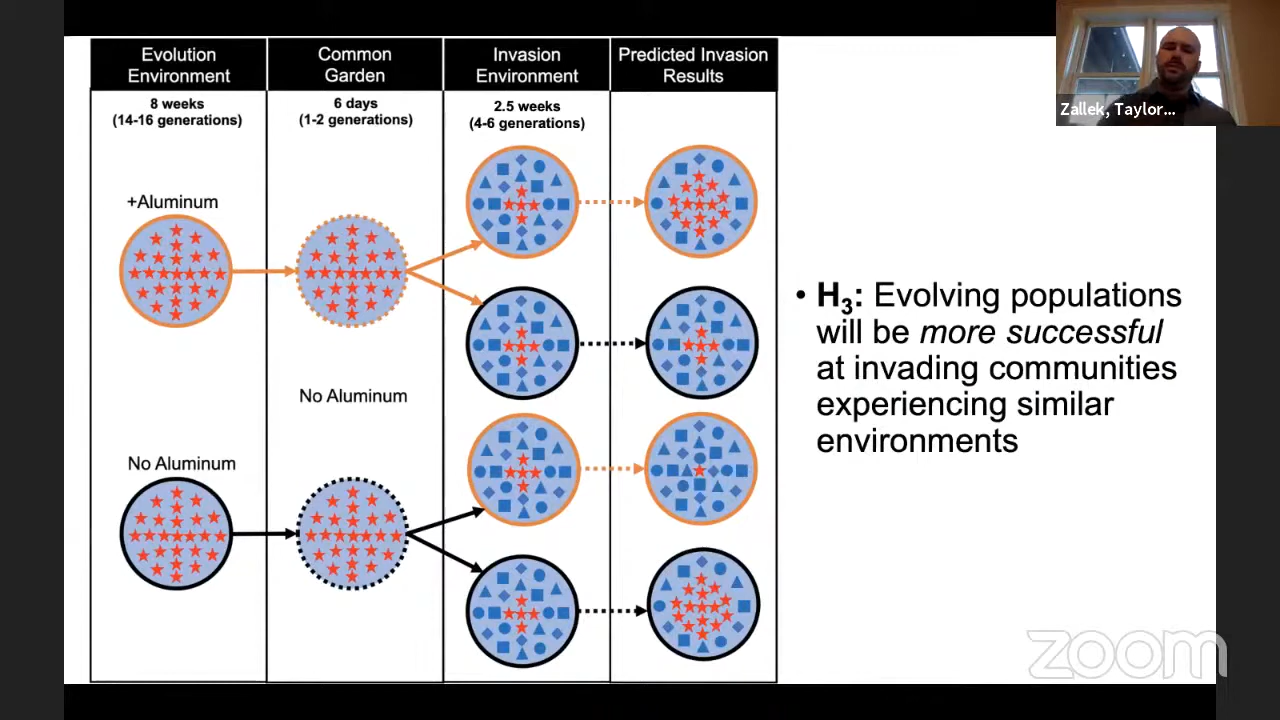 Evolution
Environment
Common
Garden
Invasion
Environment
Predicted Invasion
Results
8 weeks
(14-16 generations)
6 days
(1-2 generations)
2.5 weeks
(4-6 generations)
+Aluminum
No Aluminum
No Aluminum
• H3: Evolving populations
will be more successful
at invading communities
experiencing similar
environments
Zallek, Taylor...
zoom